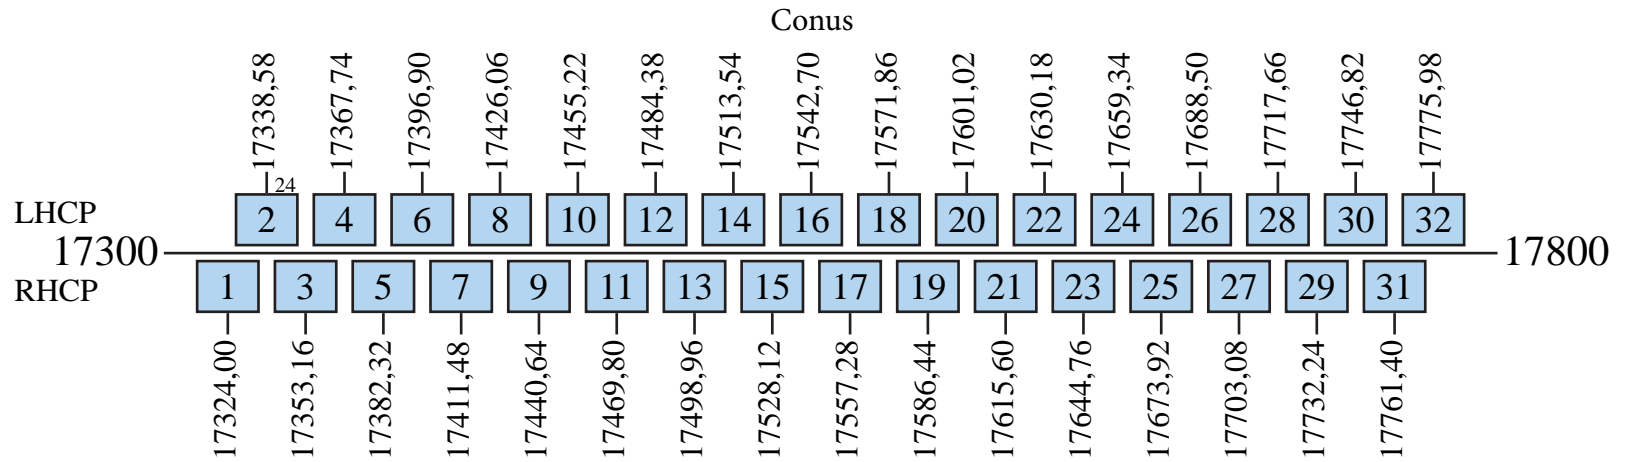 Conus
17338,58 17367,74 17396,90 17426,06 17455,22 17484,38 17513,54 17542,70 17571,86 17601,02 17630,18 17659,34 17688,50 17717,66 17746,82 17775,98
24
LHCP 2 4 6 8 10 12 14 16 18 20 22 24 26 28 30 32
17300 17800
RHCP 1 3 5 7 9 11 13 15 17 19 21 23 25 27 29 31
17324,00 17353,16 17382,32 17411,48 17440,64 17469,80 17498,96 17528,12 17557,28 17586,44 17615,60 17644,76 17673,92 17703,08 17732,24 17761,40